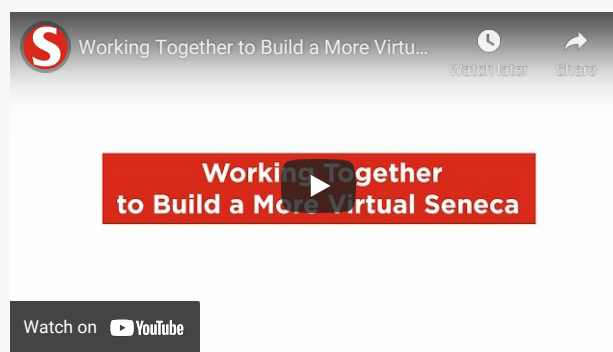 S
Working Together to Build a More Virtu...
Watch later
Share
Working Together
to Build a More Virtual Seneca
Watch on YouTube